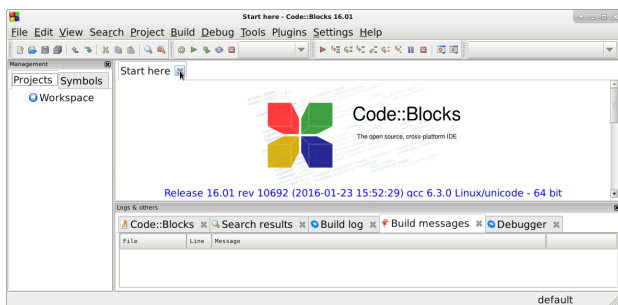 Start here - Code::Blocks 16.01
File Edit View Search Project Build Debug Tools Plugins Settings Help
Management
Projects Symbols
Workspace
Start here
Code::Blocks
The open source, cross-platform IDE
Release 16.01 rev 10692 (2016-01-23 15:52:29) gcc 6.3.0 Linux/unicode - 64 bit
Logs & others
Code::Blocks Search results Build log Build messages Debugger
File Line Message
default